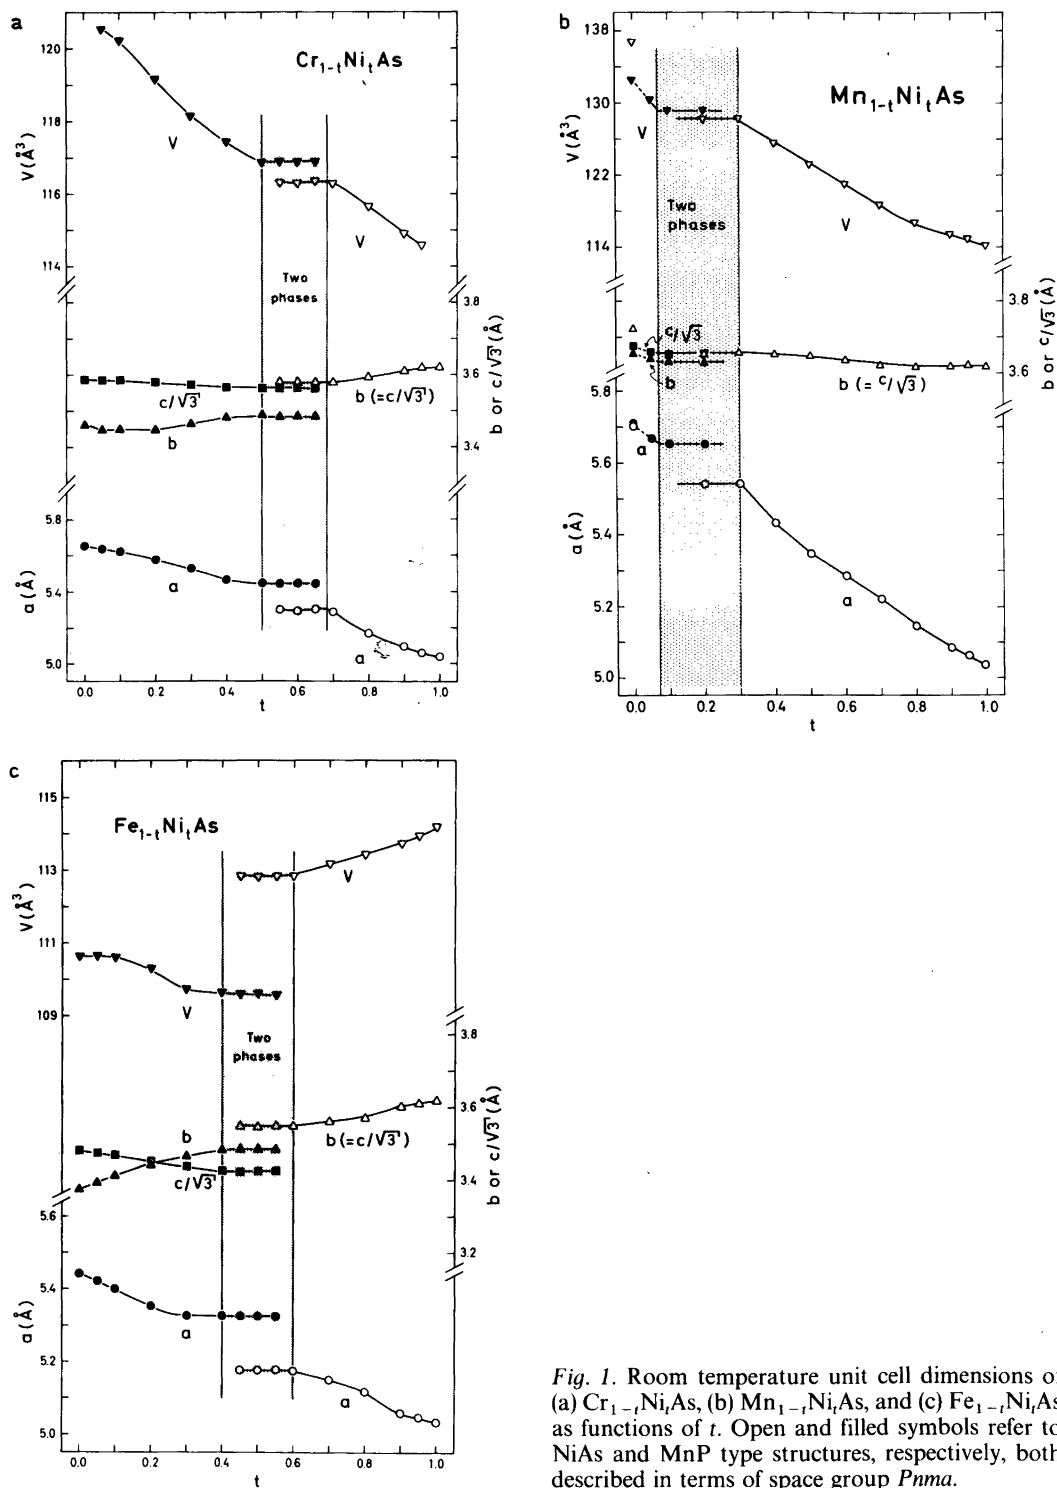 a
Cr1-tNitAs
V(Å³)
120
118
116
114
V
V
Two
phases
3.8
3.6
3.4
b or c/√3 (Å)
c/√3
b
b (=c/√3)
a(Å)
5.8
5.4
5.0
a
a
0.0 0.2 0.4 0.6 0.8 1.0
t
b
Mn1-tNitAs
V(Å³)
138
130
122
114
V
V
Two
phases
3.8
3.6
b or c/√3 (Å)
c/√3
b
b (= c/√3)
a(Å)
5.8
5.6
5.4
5.2
5.0
a
a
0.0 0.2 0.4 0.6 0.8 1.0
t
c
Fe1-tNitAs
V(Å³)
115
113
111
109
V
V
Two
phases
3.8
3.6
3.4
3.2
b or c/√3 (Å)
b
c/√3
b (=c/√3)
a(Å)
5.6
5.4
5.2
5.0
a
a
0.0 0.2 0.4 0.6 0.8 1.0
t
Fig. 1. Room temperature unit cell dimensions of
(a) Cr1−tNitAs, (b) Mn1−tNitAs, and (c) Fe1−tNitAs
as functions of t. Open and filled symbols refer to
NiAs and MnP type structures, respectively, both
described in terms of space group Pnma.